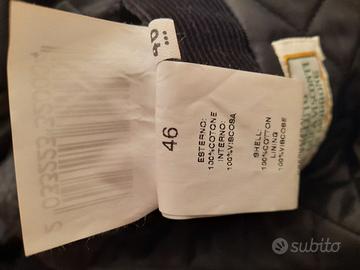 46
ESTERNO:
100%COTONE
INTERNO:
100%VISCOSA
SHELL:
100%COTTON
LINING
100%VISCOSE
subito